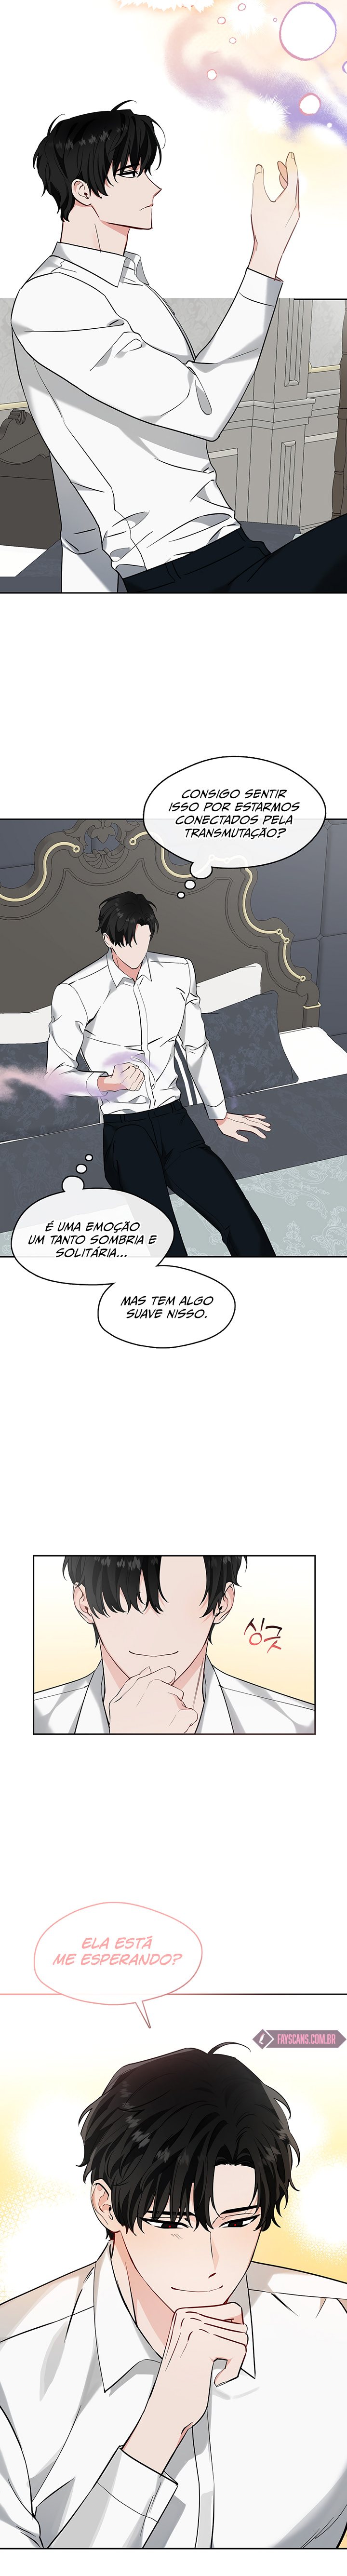 CONSIGO SENTIR
ISSO POR ESTARMOS
CONECTADOS PELA
TRANSMUTAÇÃO?
É UMA EMOÇÃO
UM TANTO SOMBRIA E
SOLITÁRIA...
MAS TEM ALGO
SUAVE NISSO.
싱긋
ELA ESTÁ
ME ESPERANDO?
FAYSCANS.COM.BR